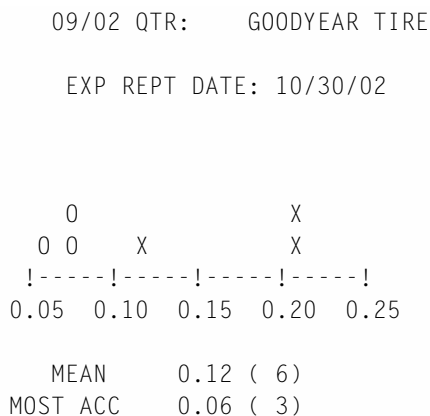 09/02 QTR: GOODYEAR TIRE
EXP REPT DATE: 10/30/02
O X
O O X X
!-----!-----!-----!-----!
0.05 0.10 0.15 0.20 0.25
MEAN 0.12 ( 6)
MOST ACC 0.06 ( 3)